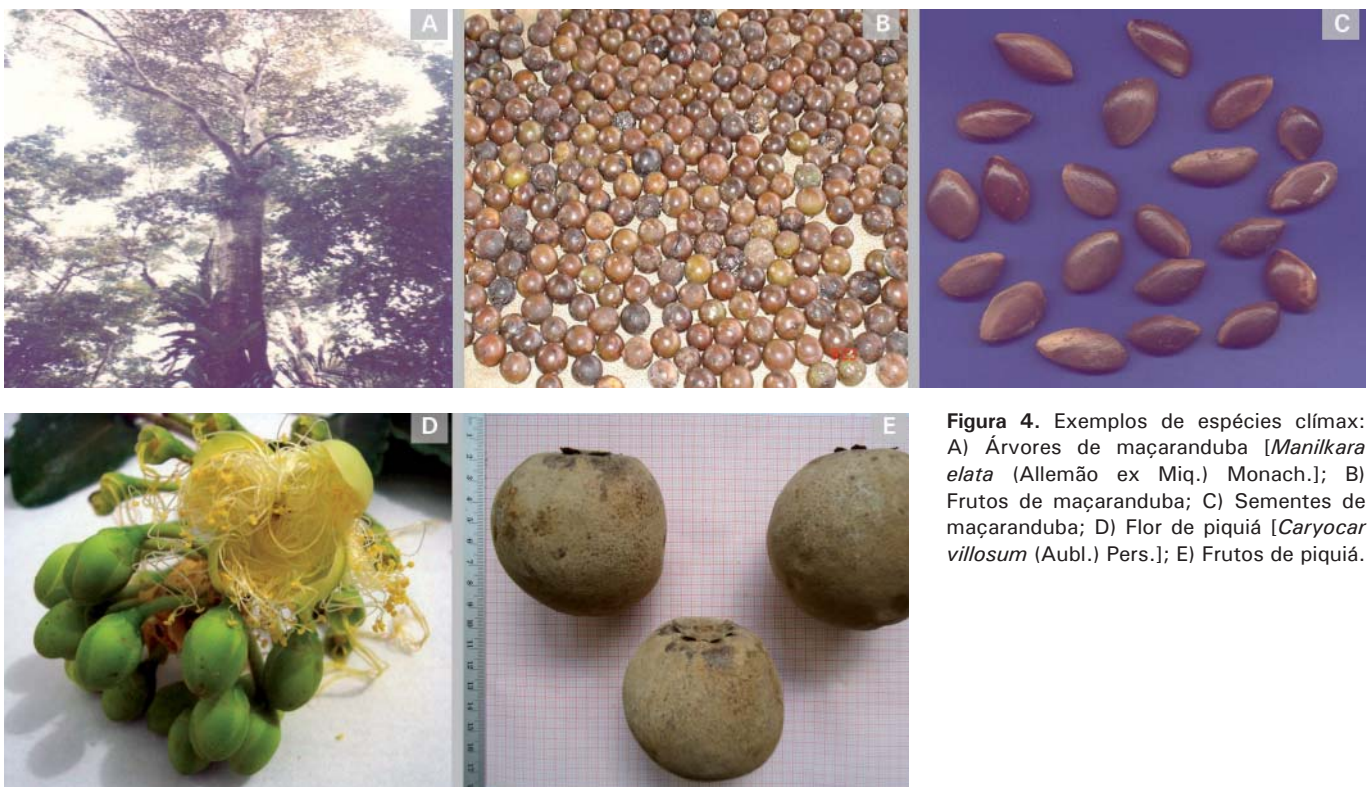 A
B
C
D
E
Figura 4. Exemplos de espécies clímax:
A) Árvores de maçaranduba [Manilkara
elata (Allemão ex Miq.) Monach.]; B)
Frutos de maçaranduba; C) Sementes de
maçaranduba; D) Flor de piquiá [Caryocar
villosum (Aubl.) Pers.]; E) Frutos de piquiá.